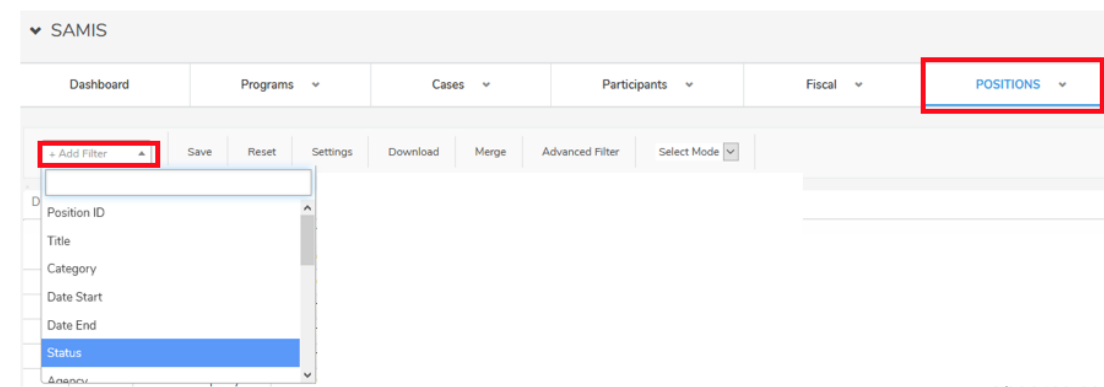 SAMIS
Dashboard Programs Cases Participants Fiscal POSITIONS
+ Add Filter Save Reset Settings Download Merge Advanced Filter Select Mode
D
Position ID
Title
Category
Date Start
Date End
Status
Agency